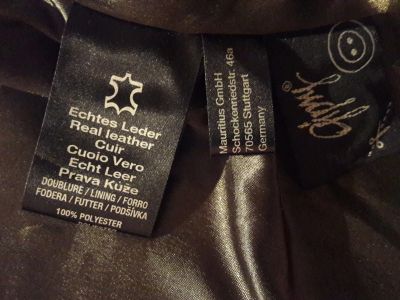 Echtes Leder
Real leather
Cuir
Cuoio Vero
Echt Leer
Prava Kuže
DOUBLURE / LINING / FORRO
FODERA / FUTTER / PODŠÍVKA
100% POLYESTER
Mauritius GmbH
Schockenriedstr. 46a
70565 Stuttgart
Germany